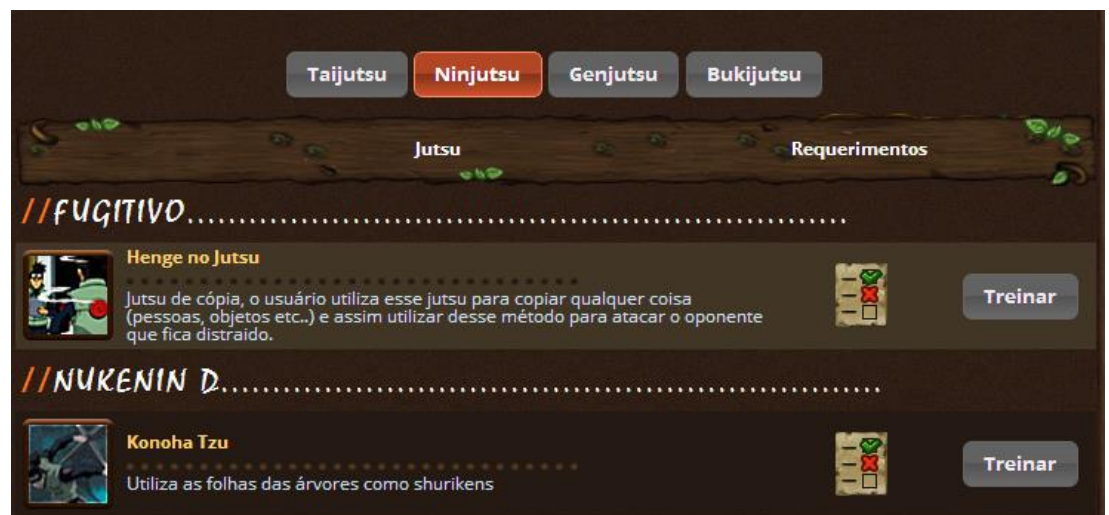 Taijutsu Ninjutsu Genjutsu Bukijutsu
Jutsu Requerimentos
//FUGITIVO................................................................
Henge no Jutsu
Jutsu de cópia, o usuário utiliza esse jutsu para copiar qualquer coisa
(pessoas, objetos etc..) e assim utilizar desse método para atacar o oponente
que fica distraido.
Treinar
//NUKENIN D................................................................
Konoha Tzu
Utiliza as folhas das árvores como shurikens
Treinar